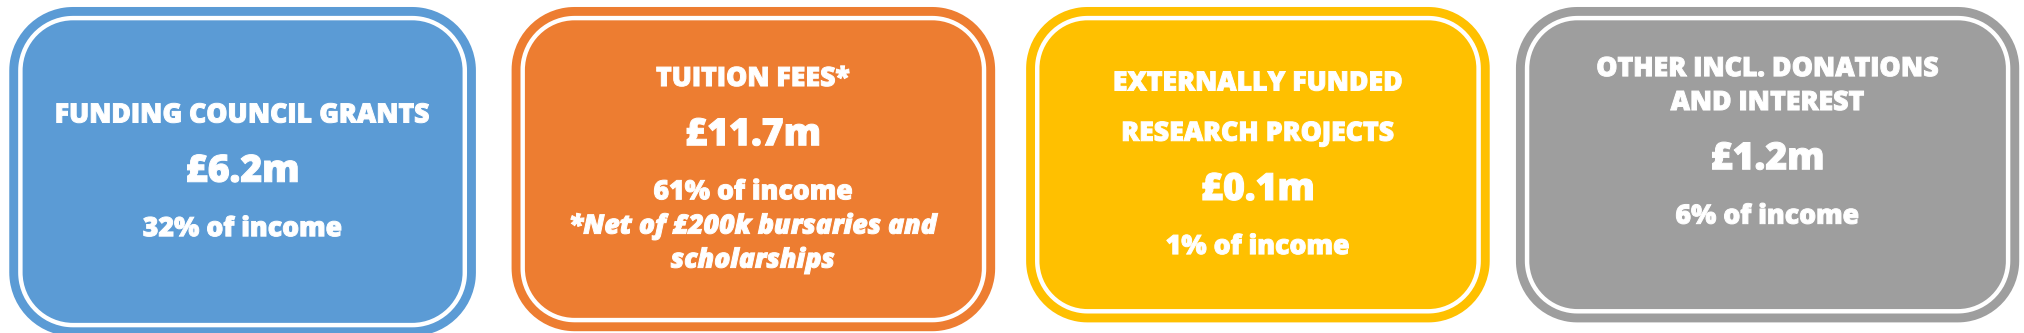 FUNDING COUNCIL GRANTS
£6.2m
32% of income
TUITION FEES*
£11.7m
61% of income
*Net of £200k bursaries and
scholarships
EXTERNALLY FUNDED
RESEARCH PROJECTS
£0.1m
1% of income
OTHER INCL. DONATIONS
AND INTEREST
£1.2m
6% of income